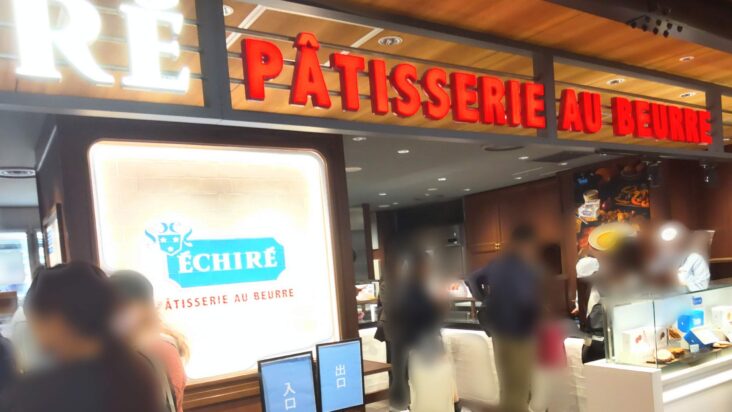 RÉ PÂTISSERIE AU BEURRE
ÉCHIRÉ
PÂTISSERIE AU BEURRE
入口
出口